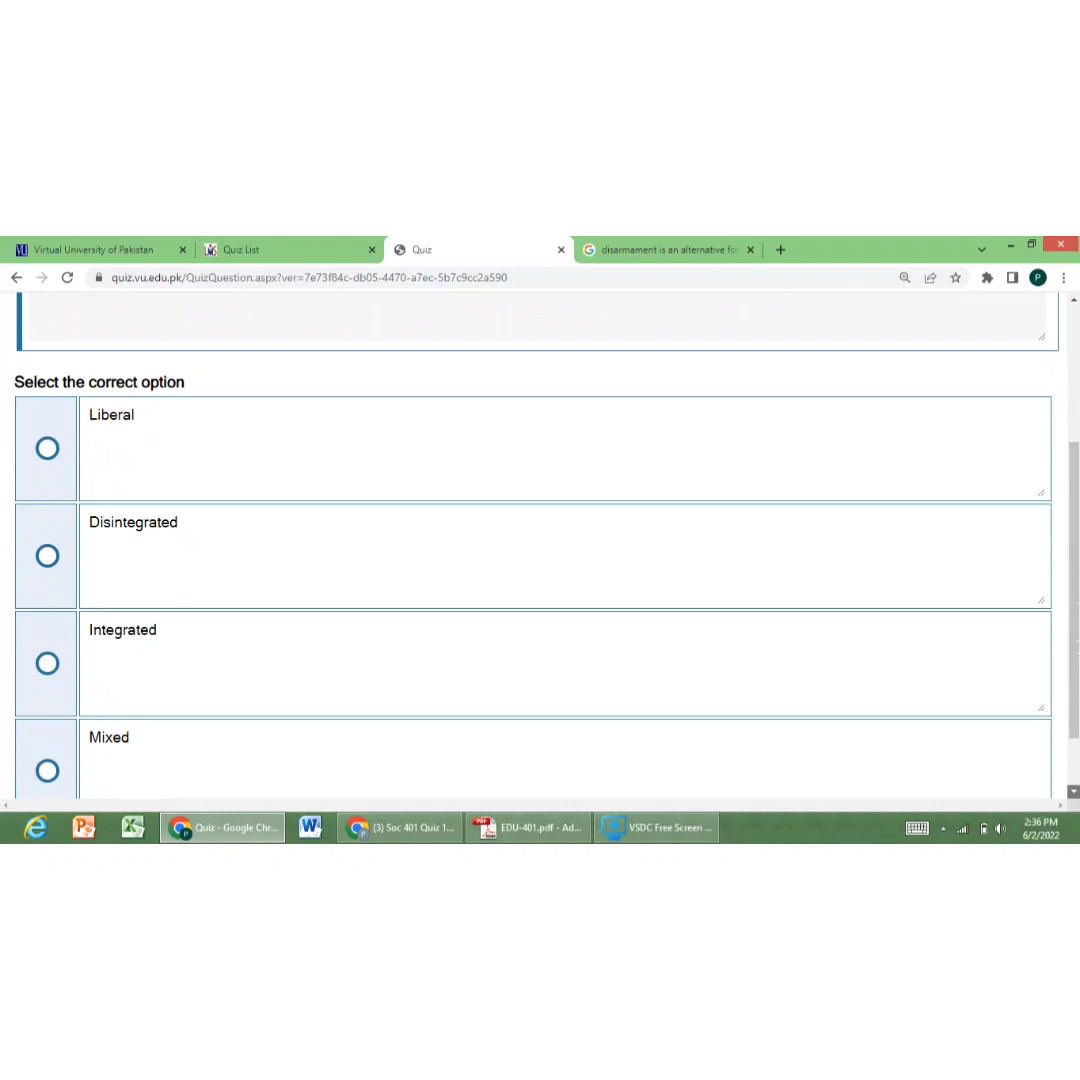 Virtual University of Pakistan
Quiz List
Quiz
disarmament is an alternative for
quiz.vu.edu.pk/QuizQuestion.aspx?ver=7e73f84c-db05-4470-a7ec-5b7c9cc2a590
P
Select the correct option
Liberal
Disintegrated
Integrated
Mixed
Quiz - Google Chr...
(3) Soc 401 Quiz 1...
EDU-401.pdf - Ad...
VSDC Free Screen ...
2:36 PM
6/2/2022